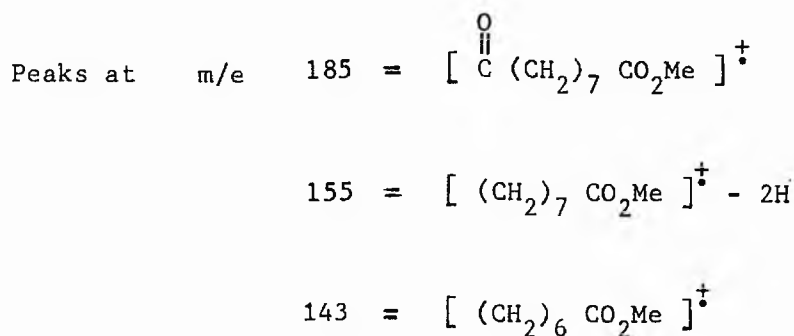 O
Peaks at m/e 185 = [ C (CH₂)₇ CO₂Me ]⁺•
155 = [ (CH₂)₇ CO₂Me ]⁺• - 2H
143 = [ (CH₂)₆ CO₂Me ]⁺•